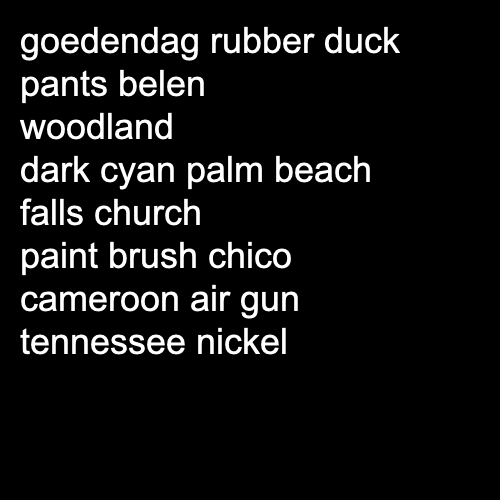 goedendag rubber duck
pants belen
woodland
dark cyan palm beach
falls church
paint brush chico
cameroon air gun
tennessee nickel